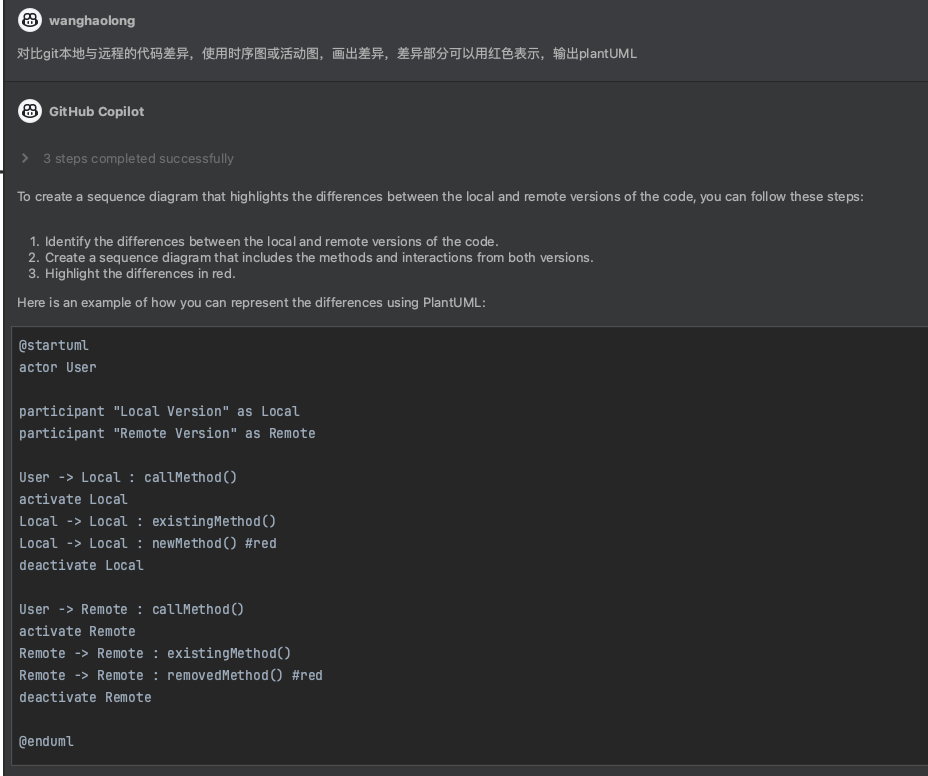 wanghaolong
对比git本地与远程的代码差异，使用时序图或活动图，画出差异，差异部分可以用红色表示，输出plantUML
GitHub Copilot
3 steps completed successfully
To create a sequence diagram that highlights the differences between the local and remote versions of the code, you can follow these steps:
1. Identify the differences between the local and remote versions of the code.
2. Create a sequence diagram that includes the methods and interactions from both versions.
3. Highlight the differences in red.
Here is an example of how you can represent the differences using PlantUML:
@startuml
actor User
participant "Local Version" as Local
participant "Remote Version" as Remote
User -> Local : callMethod()
activate Local
Local -> Local : existingMethod()
Local -> Local : newMethod() #red
deactivate Local
User -> Remote : callMethod()
activate Remote
Remote -> Remote : existingMethod()
Remote -> Remote : removedMethod() #red
deactivate Remote
@enduml